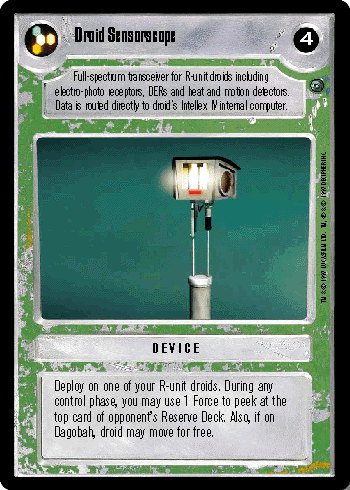 Droid Sensorscope
4
Full-spectrum transceiver for R-unit droids including
electro-photo receptors, DERs and heat and motion detectors.
Data is routed directly to droid's Intellex IV internal computer.
DEVICE
Deploy on one of your R-unit droids. During any
control phase, you may use 1 Force to peek at the
top card of opponent's Reserve Deck. Also, if on
Dagobah, droid may move for free.